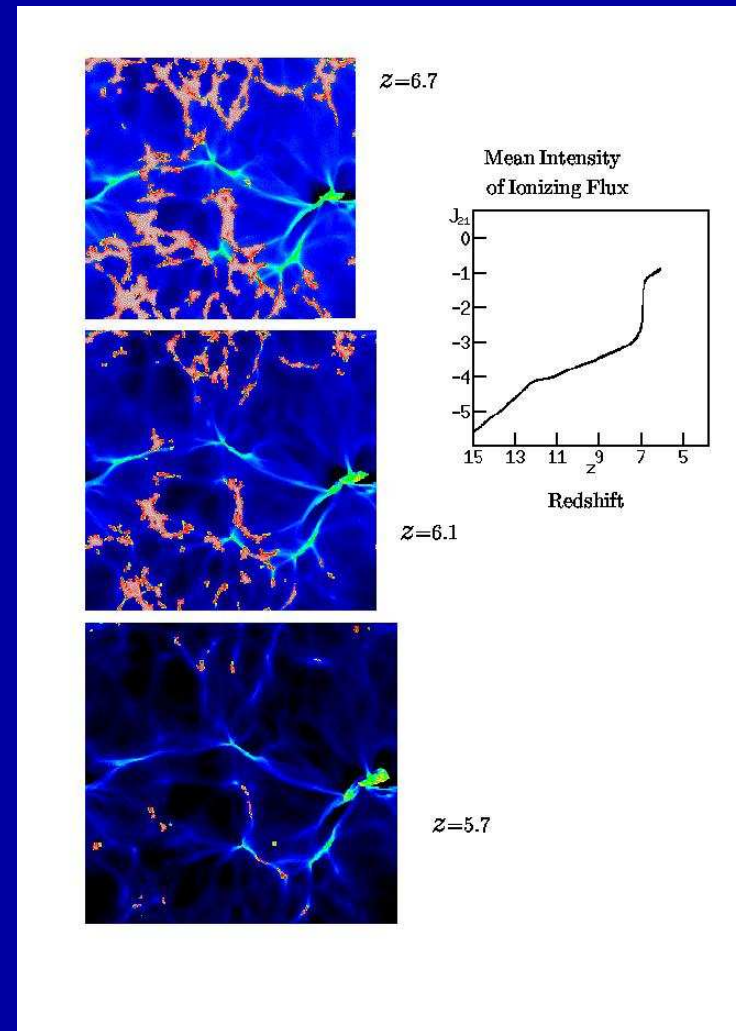 z=6.7
Mean Intensity
of Ionizing Flux
J21
0
-1
-2
-3
-4
-5
15 13 11 9 7 5
z
Redshift
z=6.1
z=5.7